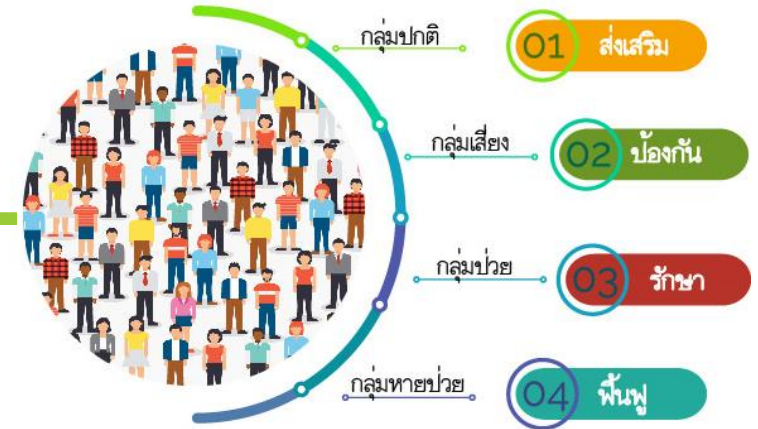 กลุ่มปกติ 01 ส่งเสริม
กลุ่มเสี่ยง 02 ป้องกัน
กลุ่มป่วย 03 รักษา
กลุ่มหายป่วย 04 ฟื้นฟู